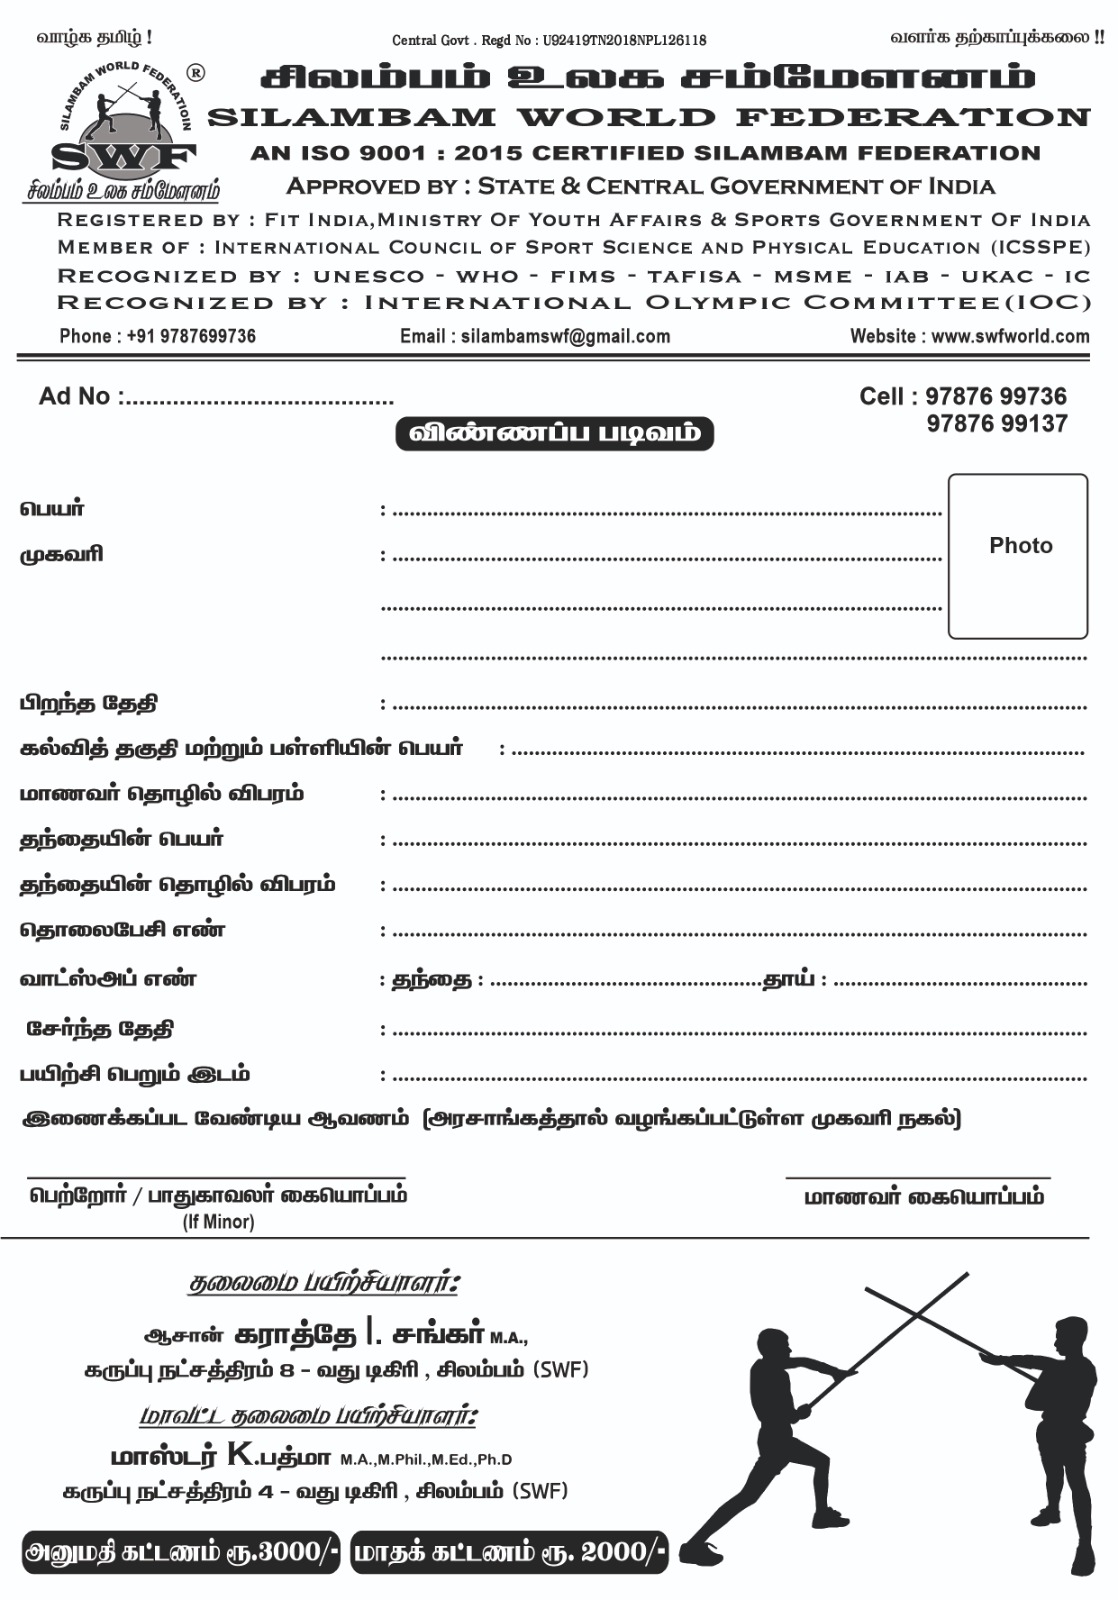 வாழ்க தமிழ் !
Central Govt . Regd No : U92419TN2018NPL126118
வளர்க தற்காப்புக்கலை !!
SILAMBAM WORLD FEDERATIOIN
®
SWF
சிலம்பம் உலக சம்மேளனம்
சிலம்பம் உலக சம்மேளனம்
SILAMBAM WORLD FEDERATION
AN ISO 9001 : 2015 CERTIFIED SILAMBAM FEDERATION
APPROVED BY : STATE & CENTRAL GOVERNMENT OF INDIA
REGISTERED BY : FIT INDIA,MINISTRY OF YOUTH AFFAIRS & SPORTS GOVERNMENT OF INDIA
MEMBER OF : INTERNATIONAL COUNCIL OF SPORT SCIENCE AND PHYSICAL EDUCATION (ICSSPE)
RECOGNIZED BY : UNESCO - WHO - FIMS - TAFISA - MSME - IAB - UKAC - IC
RECOGNIZED BY : INTERNATIONAL OLYMPIC COMMITTEE(IOC)
Phone : +91 9787699736 Email : silambamswf@gmail.com Website : www.swfworld.com
Ad No :....................................... Cell : 97876 99736
97876 99137
விண்ணப்ப படிவம்
பெயர் :
Photo
முகவரி :
பிறந்த தேதி :
கல்வித் தகுதி மற்றும் பள்ளியின் பெயர் :
மாணவர் தொழில் விபரம் :
தந்தையின் பெயர் :
தந்தையின் தொழில் விபரம் :
தொலைபேசி எண் :
வாட்ஸ்அப் எண் : தந்தை : ................................................தாய் : .............................................
சேர்ந்த தேதி :
பயிற்சி பெறும் இடம் :
இணைக்கப்பட வேண்டிய ஆவணம் (அரசாங்கத்தால் வழங்கப்பட்டுள்ள முகவரி நகல்)
பெற்றோர் / பாதுகாவலர் கையொப்பம்
(If Minor)
மாணவர் கையொப்பம்
தலைமை பயிற்சியாளர்:
ஆசான் கராத்தே I. சங்கர் M.A.,
கருப்பு நட்சத்திரம் 8 - வது டிகிரி , சிலம்பம் (SWF)
மாவட்ட தலைமை பயிற்சியாளர்:
மாஸ்டர் K.பத்மா M.A.,M.Phil.,M.Ed.,Ph.D
கருப்பு நட்சத்திரம் 4 - வது டிகிரி , சிலம்பம் (SWF)
அனுமதி கட்டணம் ரூ.3000/- மாதக் கட்டணம் ரூ. 2000/-